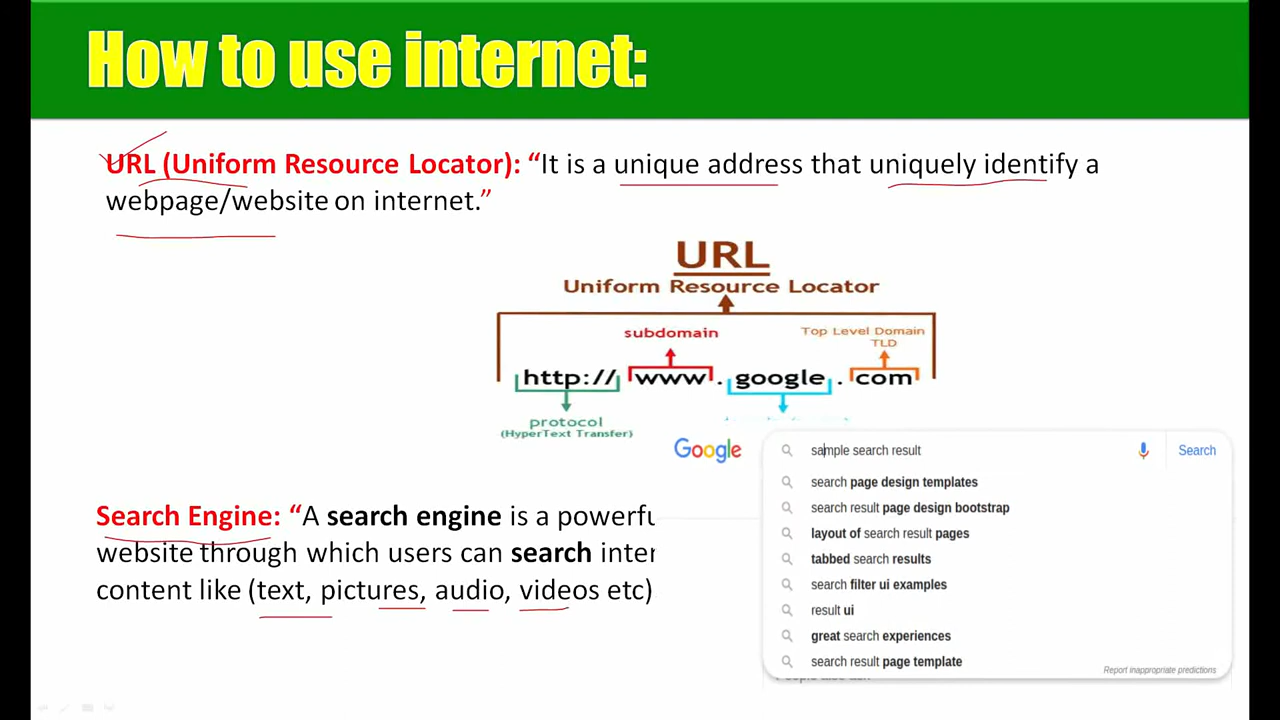 How to use internet:
URL (Uniform Resource Locator): “It is a unique address that uniquely identify a
webpage/website on internet.”
URL
Uniform Resource Locator
subdomain
Top Level Domain
TLD
http:// www . google . com
protocol
(HyperText Transfer)
Google
sample search result
Search
search page design templates
search result page design bootstrap
layout of search result pages
tabbed search results
search filter ui examples
result ui
great search experiences
search result page template
Report inappropriate predictions
Search Engine: “A search engine is a powerfu
website through which users can search inter
content like (text, pictures, audio, videos etc)